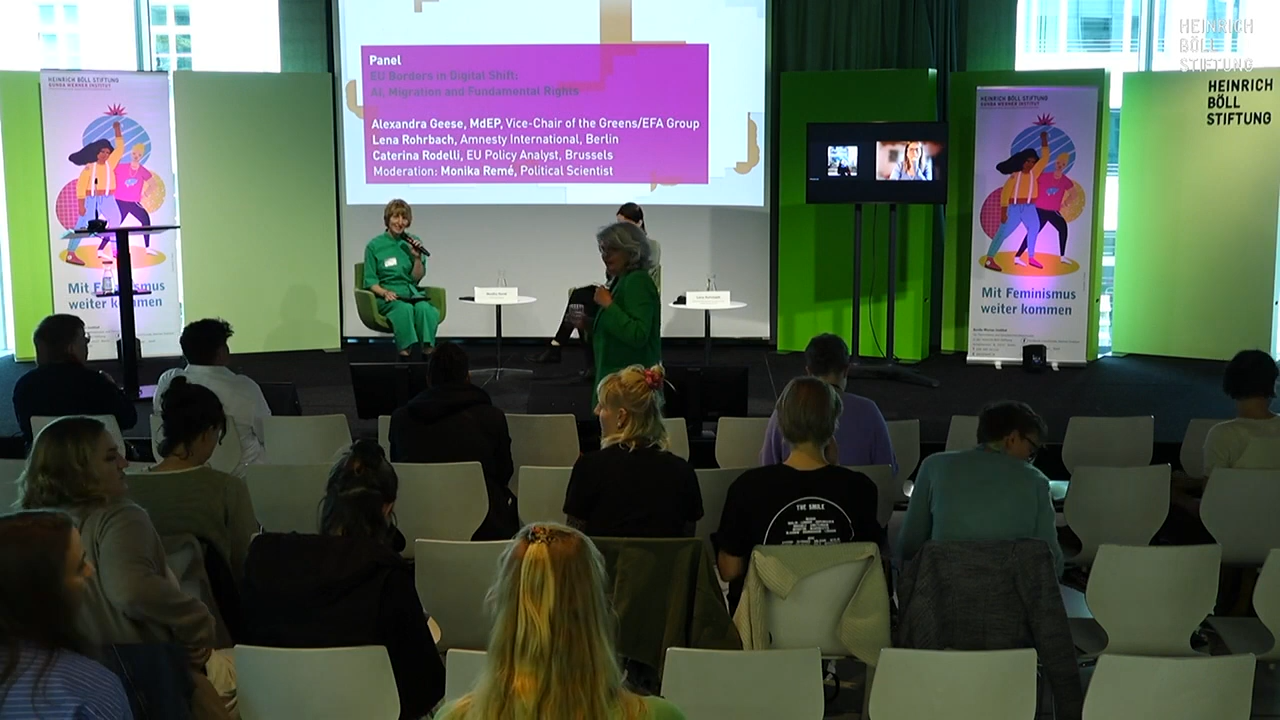 HEINRICH
BÖLL
STIFTUNG
HEINRICH
BÖLL
STIFTUNG
HEINRICH BÖLL STIFTUNG
GUNDA WERNER INSTITUT
Mit Feminismus
weiter kommen
Panel
EU Borders in Digital Shift:
AI, Migration and Fundamental Rights
Alexandra Geese, MdEP, Vice-Chair of the Greens/EFA Group
Lena Rohrbach, Amnesty International, Berlin
Caterina Rodelli, EU Policy Analyst, Brussels
Moderation: Monika Remé, Political Scientist
HEINRICH BÖLL STIFTUNG
GUNDA WERNER INSTITUT
Mit Feminismus
weiter kommen
THE SMILE